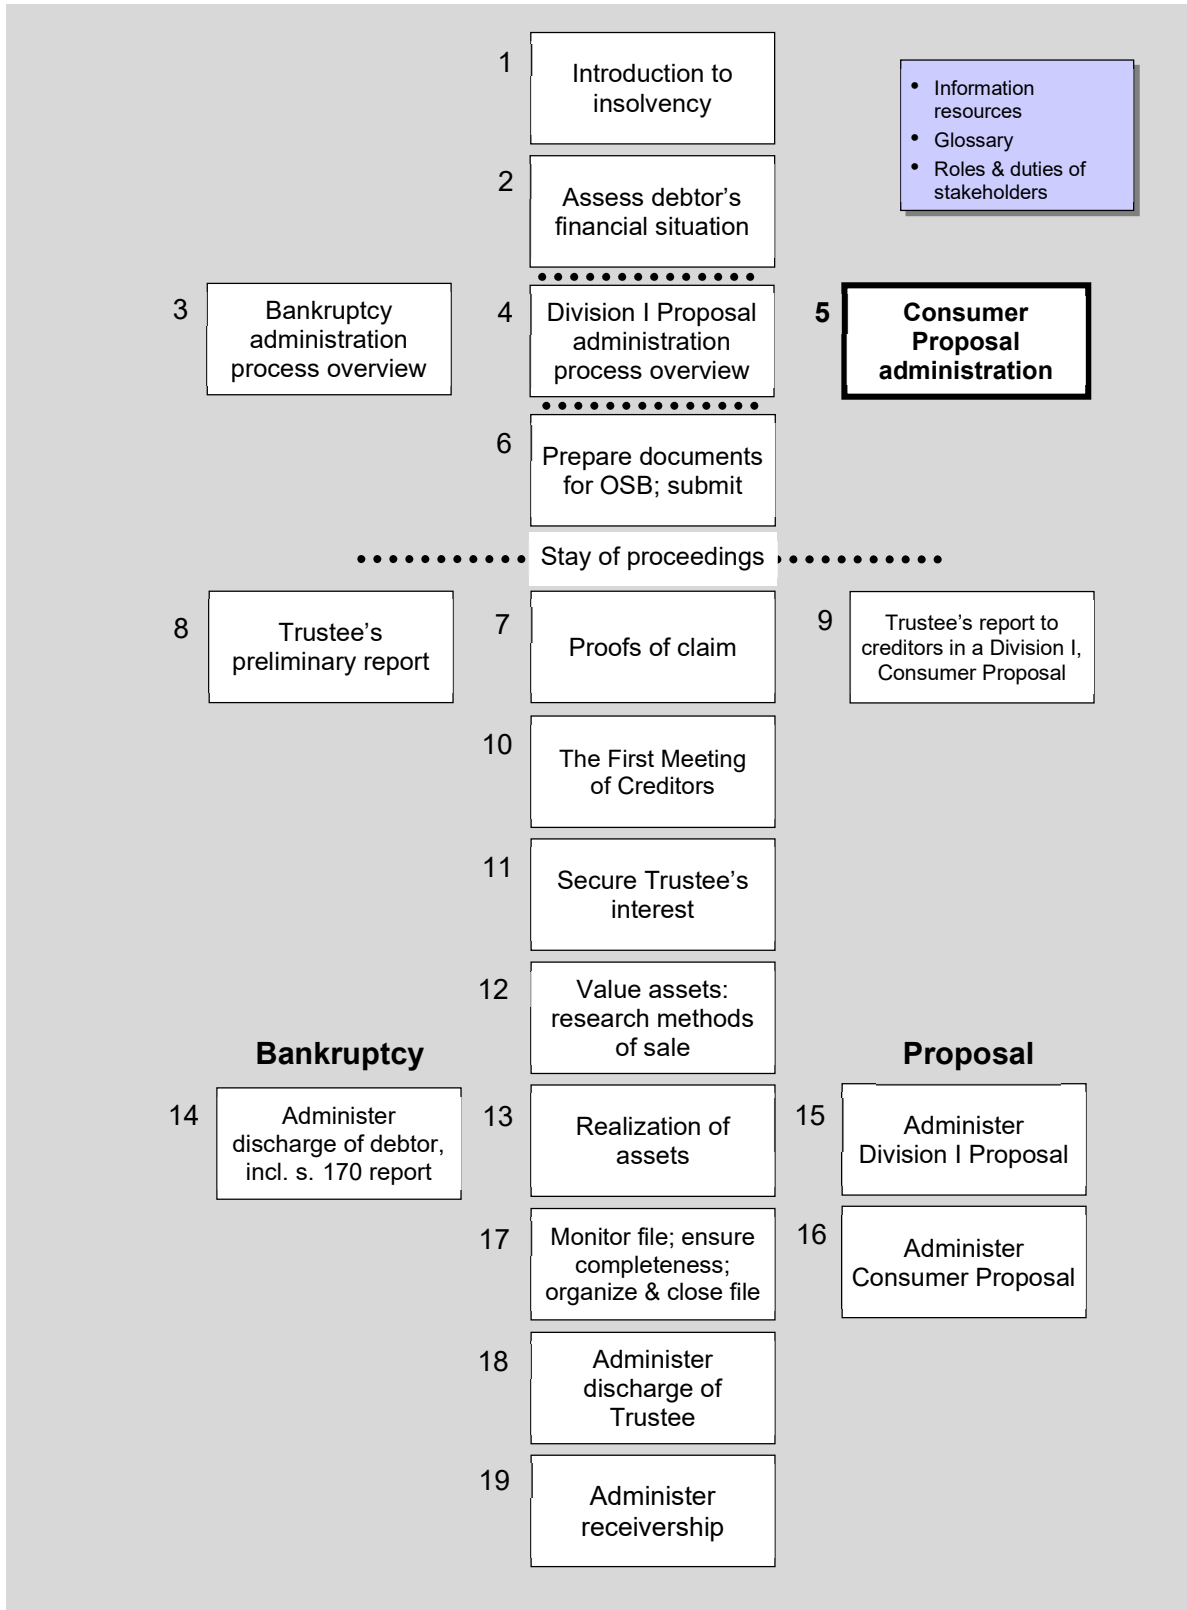 1
Introduction to
insolvency
• Information
resources
• Glossary
• Roles & duties of
stakeholders
2
Assess debtor’s
financial situation
3
Bankruptcy
administration
process overview
4
Division I Proposal
administration
process overview
5
Consumer
Proposal
administration
6
Prepare documents
for OSB; submit
Stay of proceedings
8
Trustee’s
preliminary report
7
Proofs of claim
9
Trustee’s report to
creditors in a Division I,
Consumer Proposal
10
The First Meeting
of Creditors
11
Secure Trustee’s
interest
12
Value assets:
research methods
of sale
Bankruptcy
Proposal
14
Administer
discharge of debtor,
incl. s. 170 report
13
Realization of
assets
15
Administer
Division I Proposal
17
Monitor file; ensure
completeness;
organize & close file
16
Administer
Consumer Proposal
18
Administer
discharge of
Trustee
19
Administer
receivership